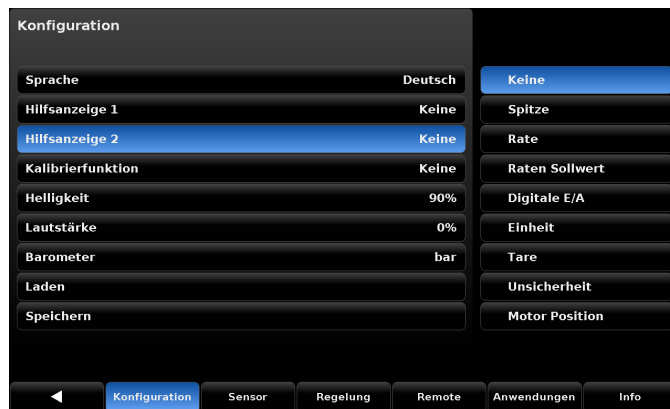 Konfiguration
Sprache Deutsch
Hilfsanzeige 1 Keine
Hilfsanzeige 2 Keine
Kalibrierfunktion Keine
Helligkeit 90%
Lautstärke 0%
Barometer bar
Laden
Speichern
Keine
Spitze
Rate
Raten Sollwert
Digitale E/A
Einheit
Tare
Unsicherheit
Motor Position
Konfiguration Sensor Regelung Remote Anwendungen Info